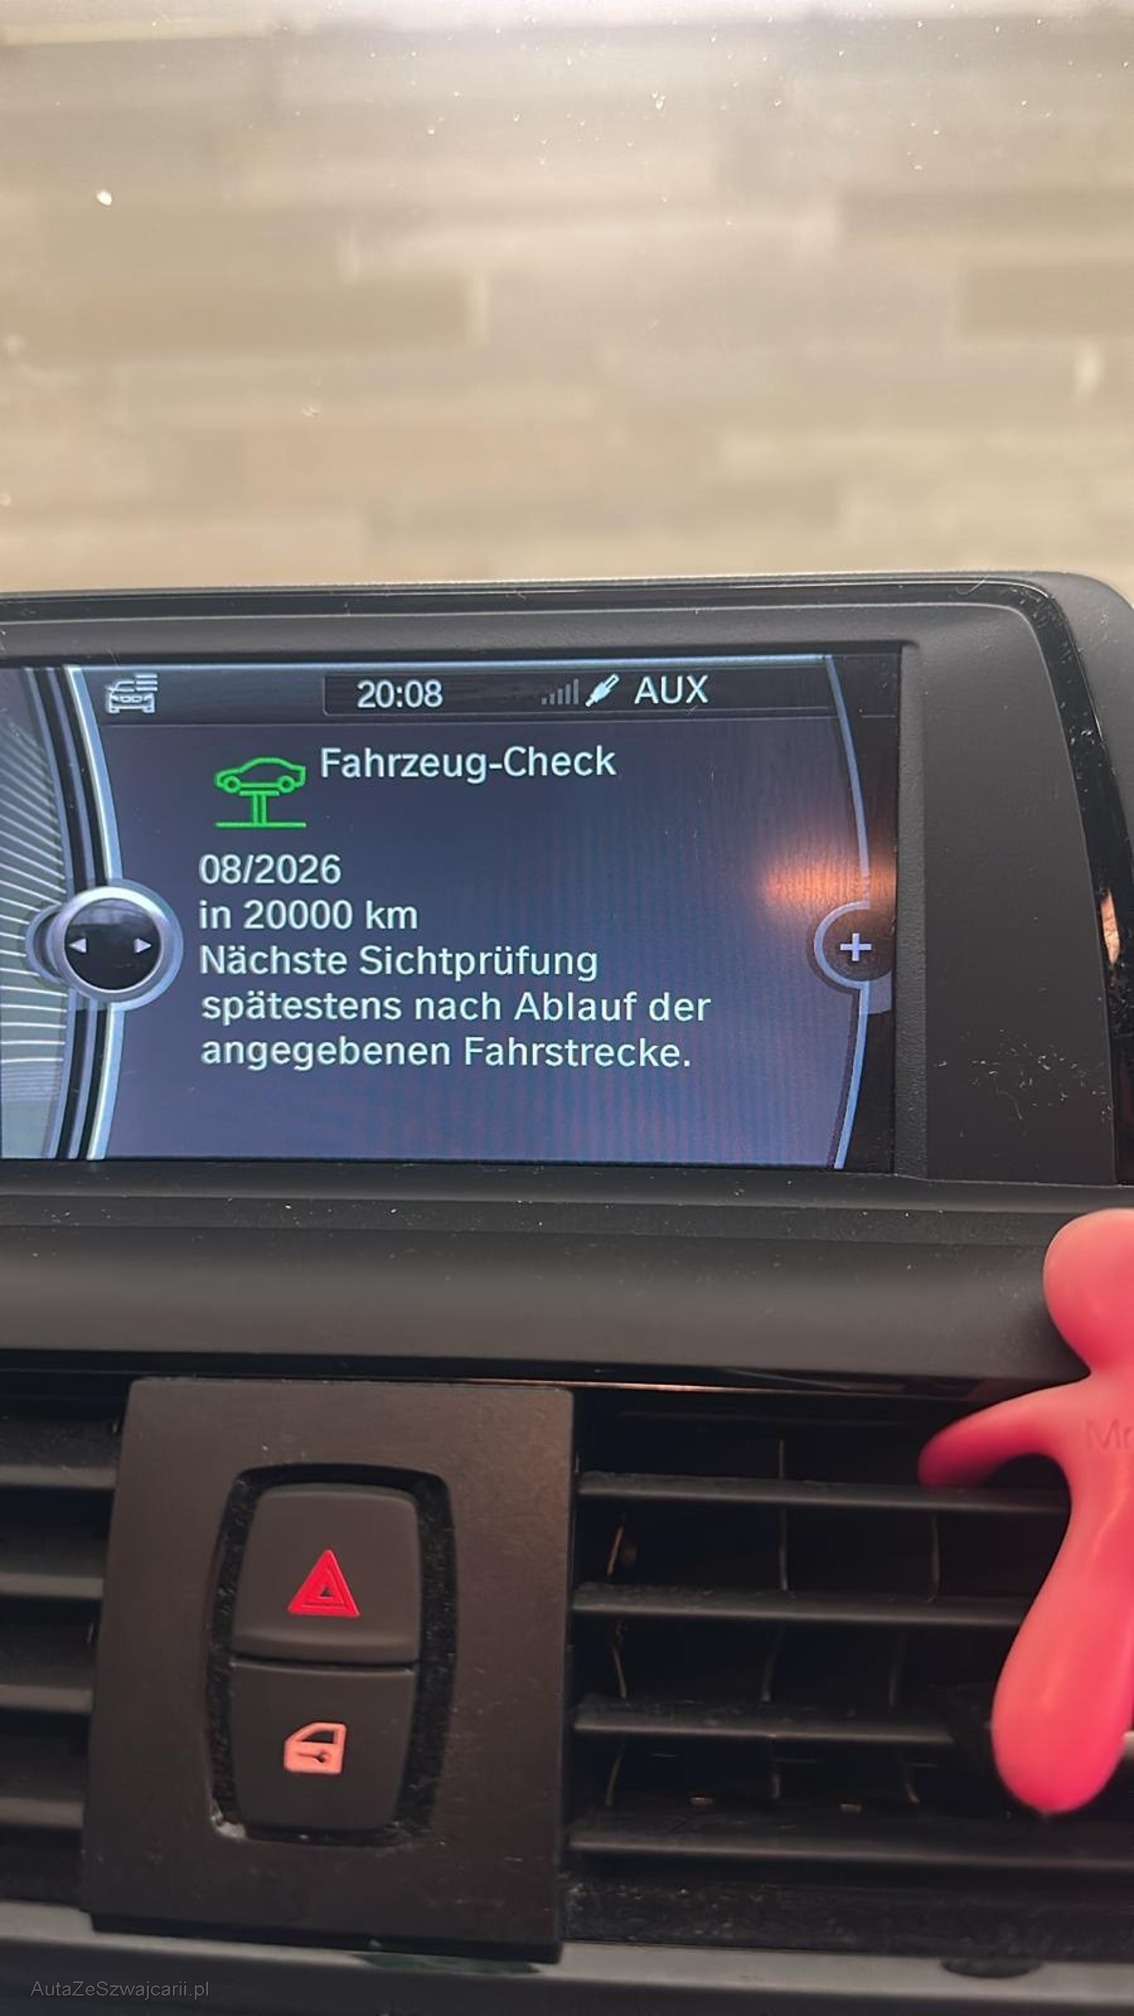 20:08 AUX
Fahrzeug-Check
08/2026
in 20000 km
Nächste Sichtprüfung
spätestens nach Ablauf der
angegebenen Fahrstrecke.
AutaZeSzwajcarii.pl